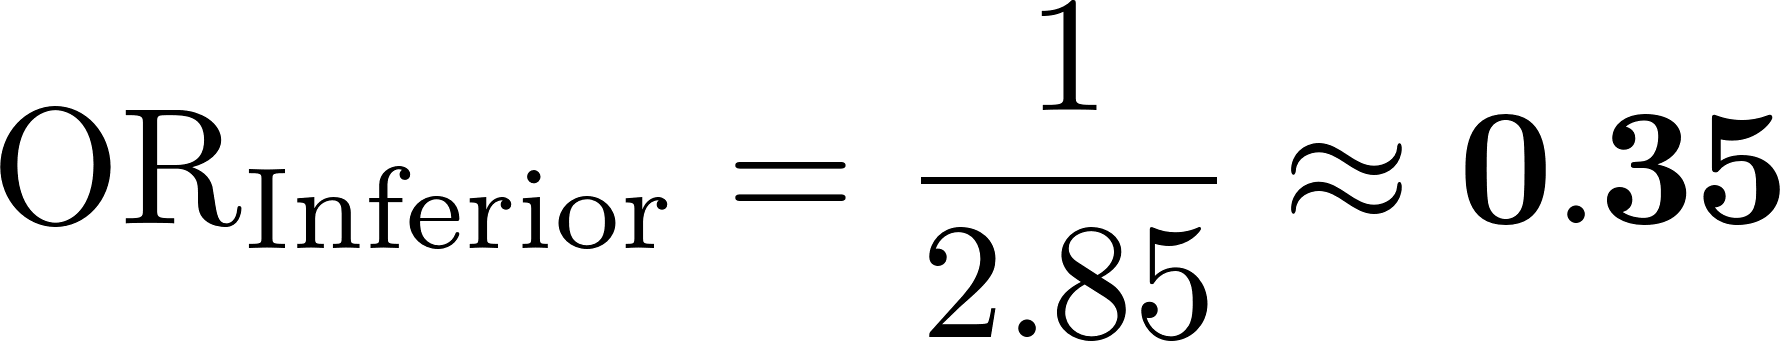 OR_Inferior = 1/2.85 ≈ 0.35